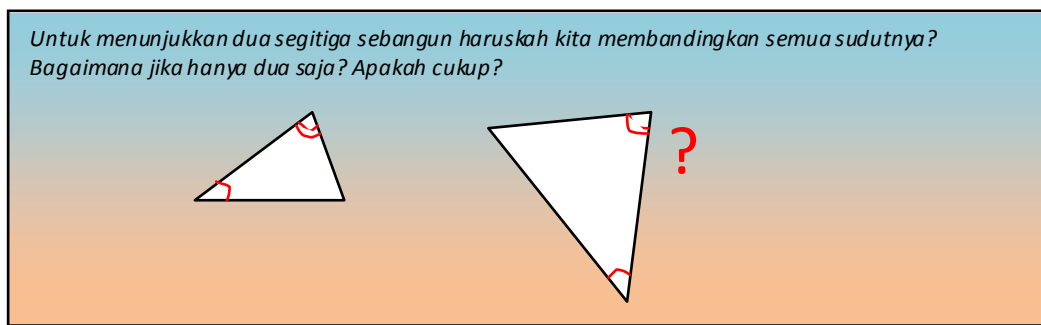 Untuk menunjukkan dua segitiga sebangun haruskah kita membandingkan semua sudutnya?
Bagaimana jika hanya dua saja? Apakah cukup?
?